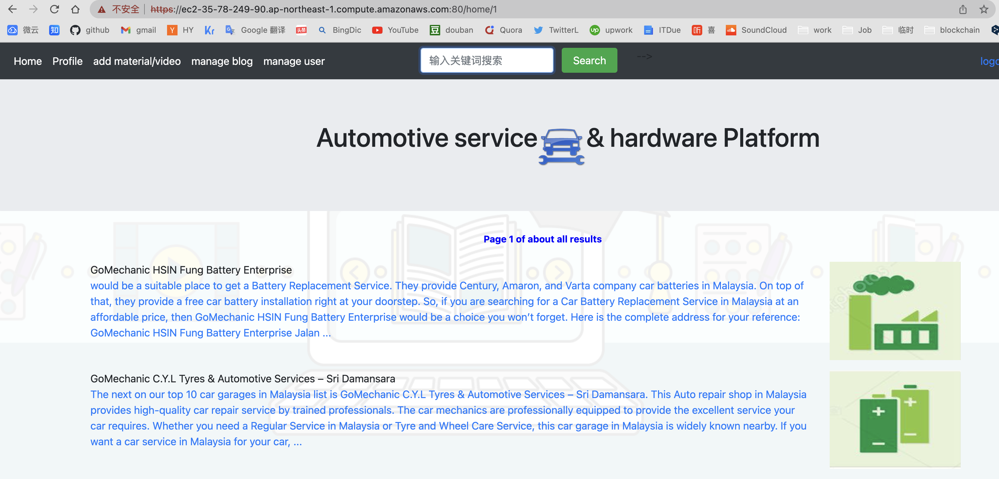 不安全 https://ec2-35-78-249-90.ap-northeast-1.compute.amazonaws.com:80/home/1
微云 知 github gmail Y HY Kr Google 翻译 头条 BingDic YouTube 豆 douban Quora TwitterL up upwork ITDue 听 喜 SoundCloud work Job 临时 blockchain
Home Profile add material/video manage blog manage user 输入关键词搜索 Search --> logo
Automotive service & hardware Platform
Page 1 of about all results
GoMechanic HSIN Fung Battery Enterprise
would be a suitable place to get a Battery Replacement Service. They provide Century, Amaron, and Varta company car batteries in Malaysia. On top of
that, they provide a free car battery installation right at your doorstep. So, if you are searching for a Car Battery Replacement Service in Malaysia at an
affordable price, then GoMechanic HSIN Fung Battery Enterprise would be a choice you won’t forget. Here is the complete address for your reference:
GoMechanic HSIN Fung Battery Enterprise Jalan ...
GoMechanic C.Y.L Tyres & Automotive Services – Sri Damansara
The next on our top 10 car garages in Malaysia list is GoMechanic C.Y.L Tyres & Automotive Services – Sri Damansara. This Auto repair shop in Malaysia
provides high-quality car repair service by trained professionals. The car mechanics are professionally equipped to provide the excellent service your
car requires. Whether you need a Regular Service in Malaysia or Tyre and Wheel Care Service, this car garage in Malaysia is widely known nearby. If you
want a car service in Malaysia for your car, ...